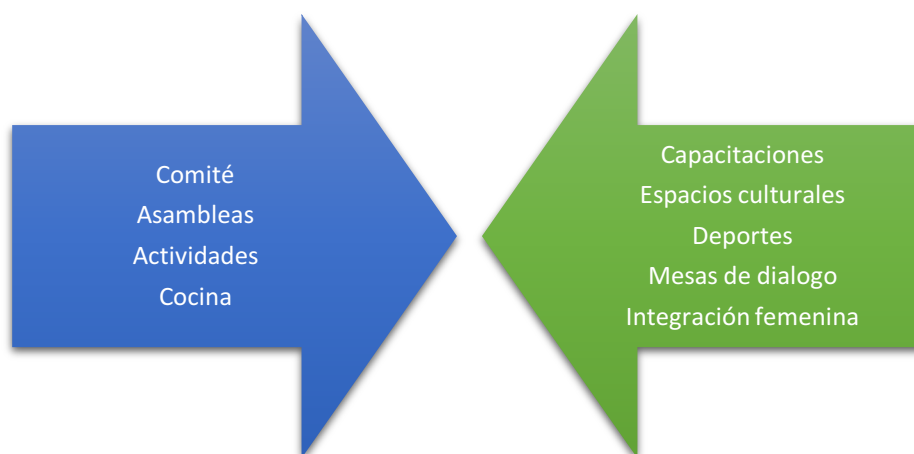 Comité
Asambleas
Actividades
Cocina
Capacitaciones
Espacios culturales
Deportes
Mesas de dialogo
Integración femenina